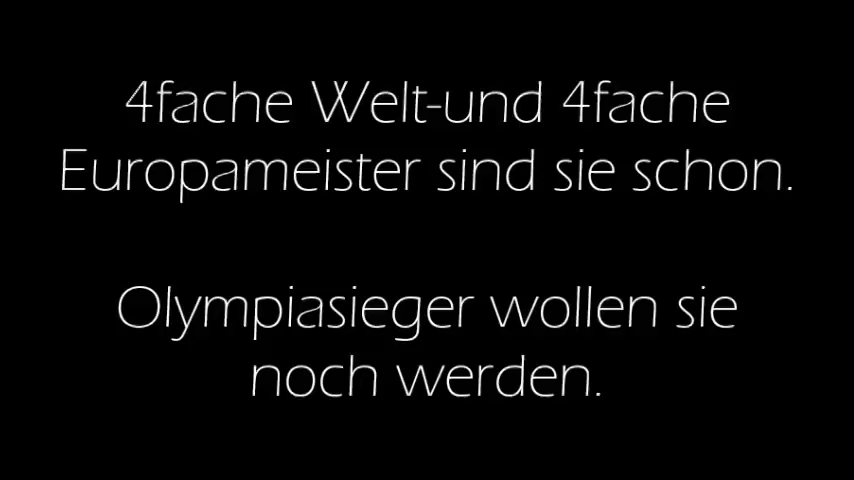 4fache Welt-und 4fache
Europameister sind sie schon.
Olympiasieger wollen sie
noch werden.